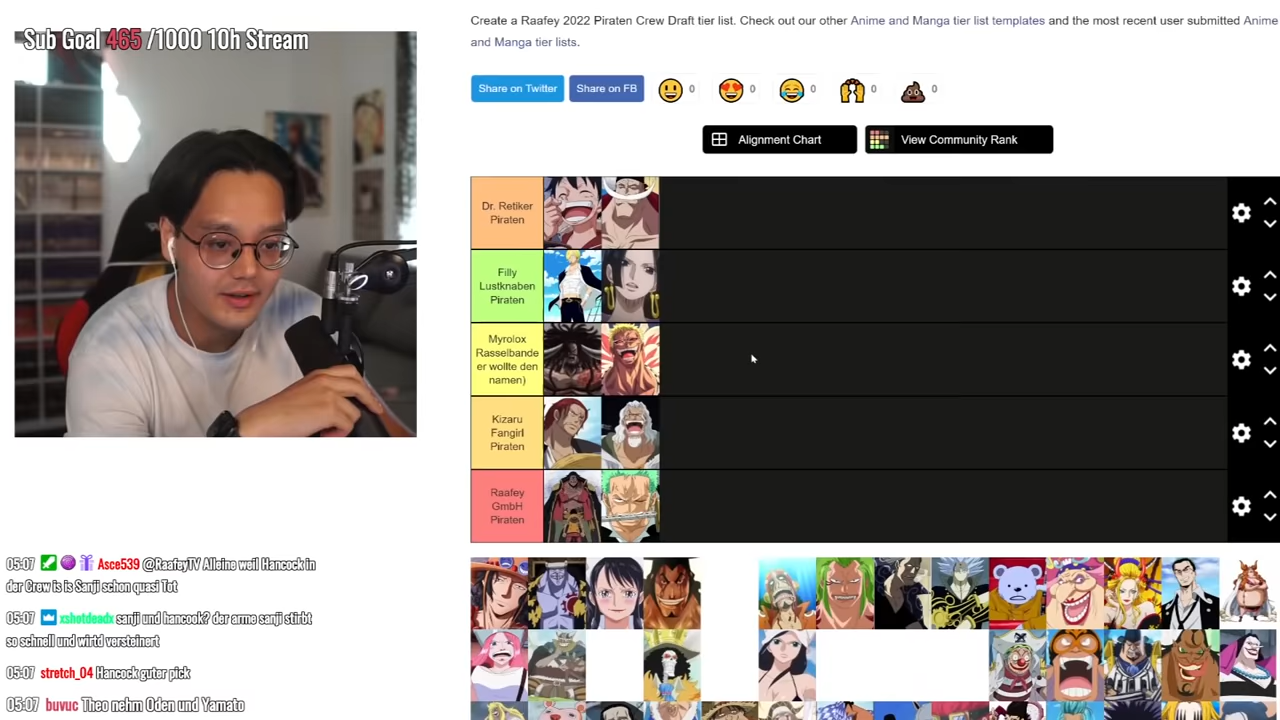 Sub Goal 465 /1000 10h Stream
Create a Raafey 2022 Piraten Crew Draft tier list. Check out our other Anime and Manga tier list templates and the most recent user submitted Anime
and Manga tier lists.
Share on Twitter
Share on FB
0
0
0
0
0
Alignment Chart
View Community Rank
Dr. Retiker
Piraten
Filly
Lustknaben
Piraten
Myrolox
Rasselbande
er wollte den
namen)
Kizaru
Fangirl
Piraten
Raafey
GmbH
Piraten
05:07 Asce539 @RaafeyTV Alleine weil Hancock in
der Crew is is Sanji schon quasi Tot
05:07 xshotdeadx sanji und hancock? der arme sanji stirbt
so schnell und wirtd versteinert
05:07 stretch_04 Hancock guter pick
05:07 buvuc Theo nehm Oden und Yamato